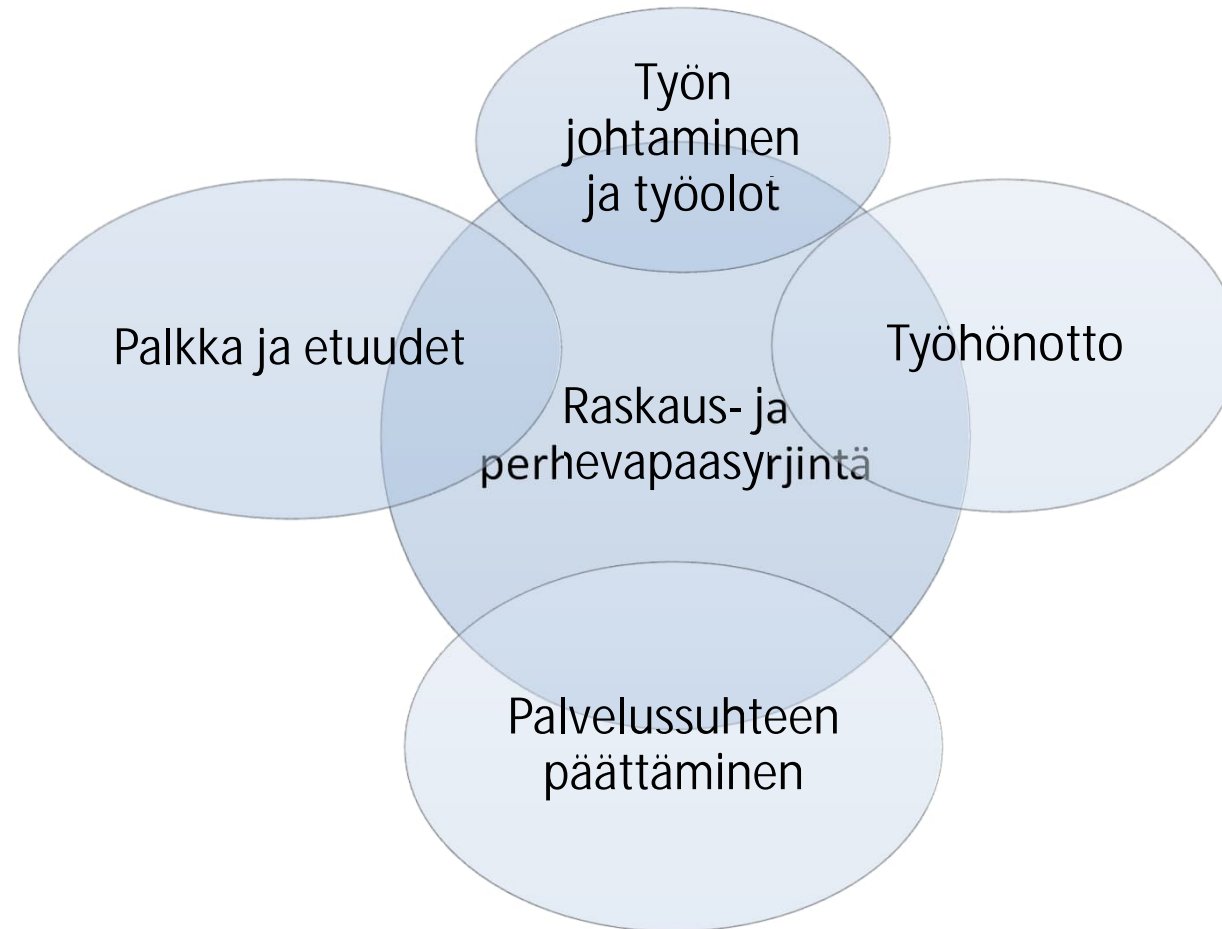 Työn
johtaminen
ja työolot
Palkka ja etuudet
Työhönotto
Raskaus- ja
perhevapaasyrjintä
Palvelussuhteen
päättäminen